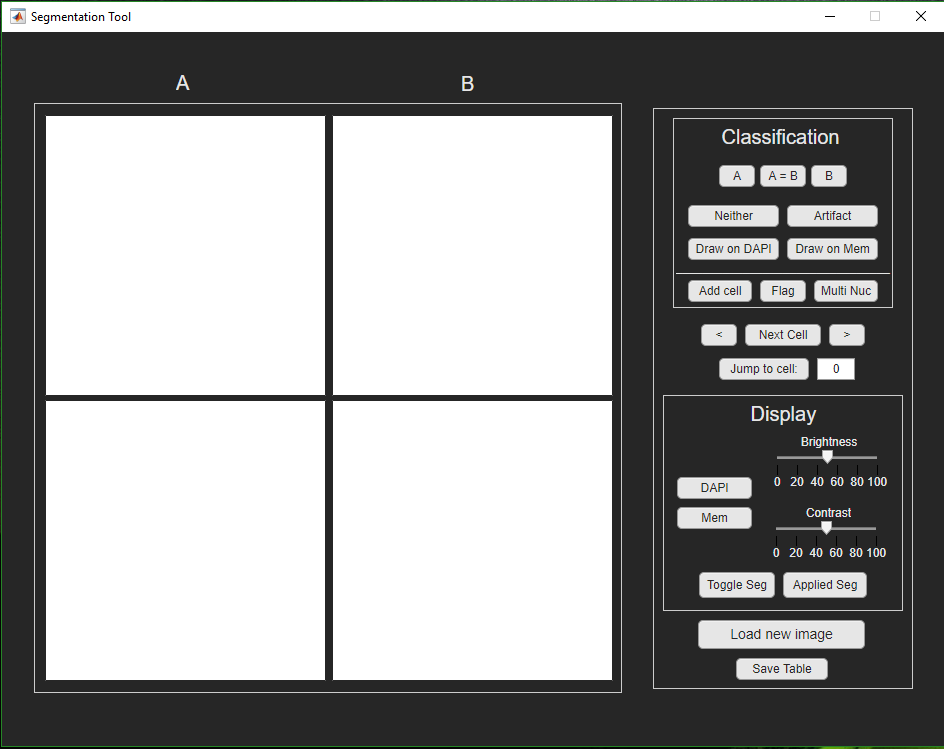 Segmentation Tool
A B
Classification
A A = B B
Neither Artifact
Draw on DAPI Draw on Mem
Add cell Flag Multi Nuc
< Next Cell >
Jump to cell: 0
Display
Brightness
0 20 40 60 80 100
DAPI
Mem
Contrast
0 20 40 60 80 100
Toggle Seg Applied Seg
Load new image
Save Table